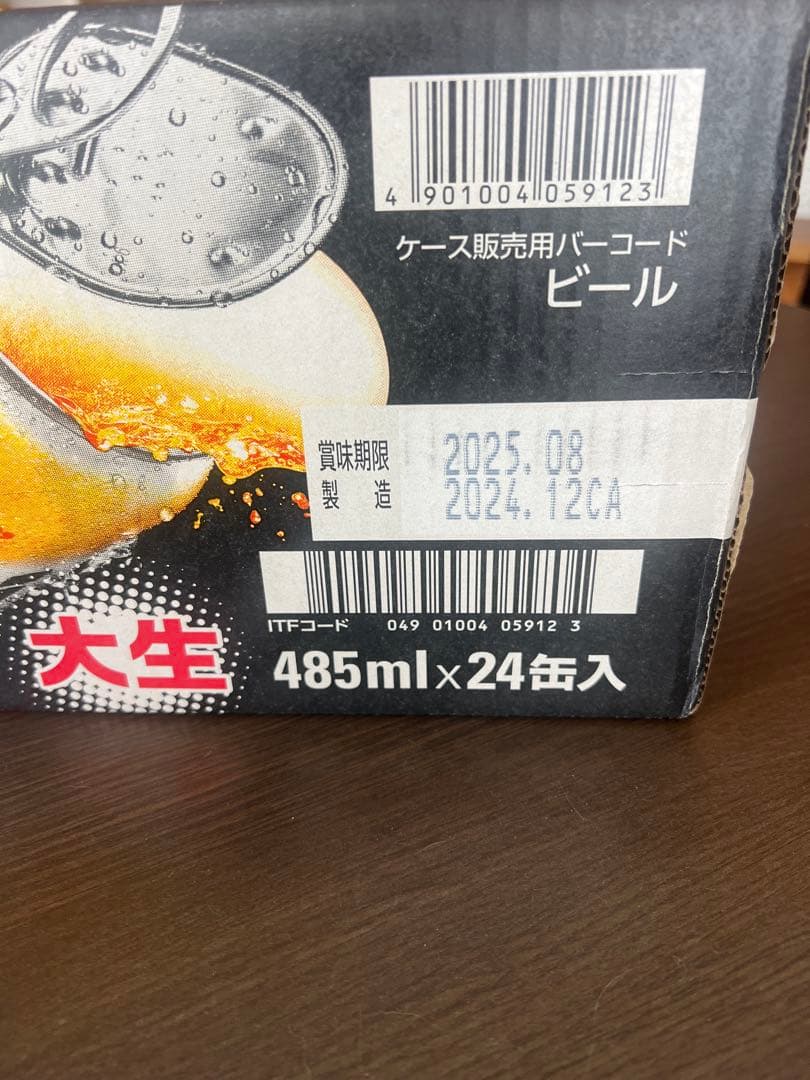 4 901004 059123
ケース販売用バーコード
ビール
賞味期限 2025.08
製造 2024.12CA
ITFコード 049 01004 05912 3
大生 485ml×24缶入